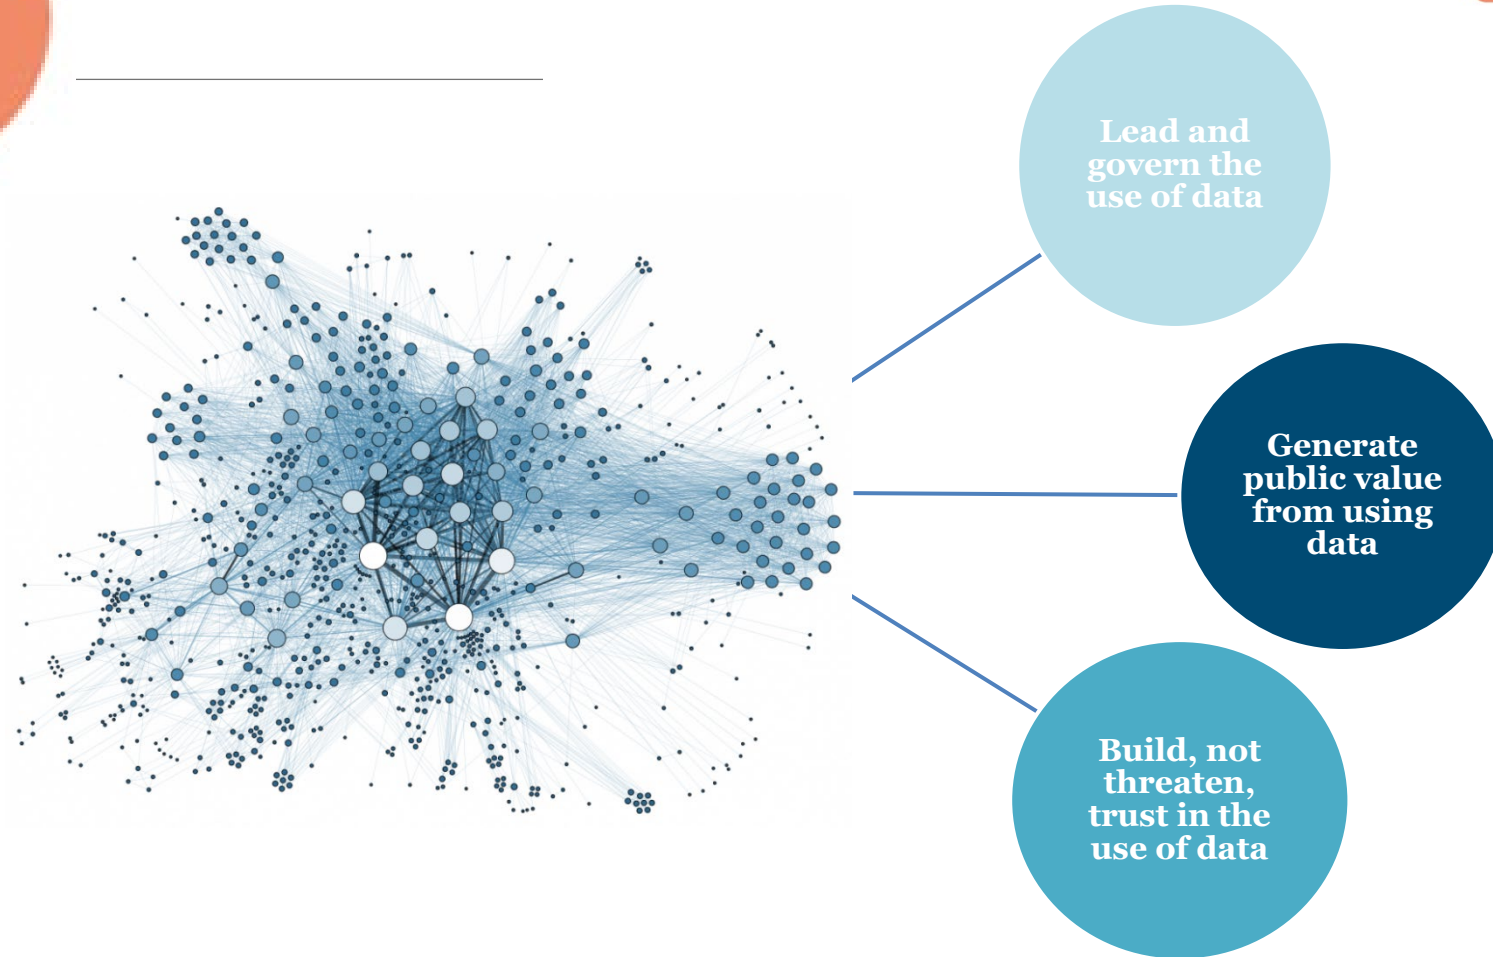 Lead and
govern the
use of data
Generate
public value
from using
data
Build, not
threaten,
trust in the
use of data